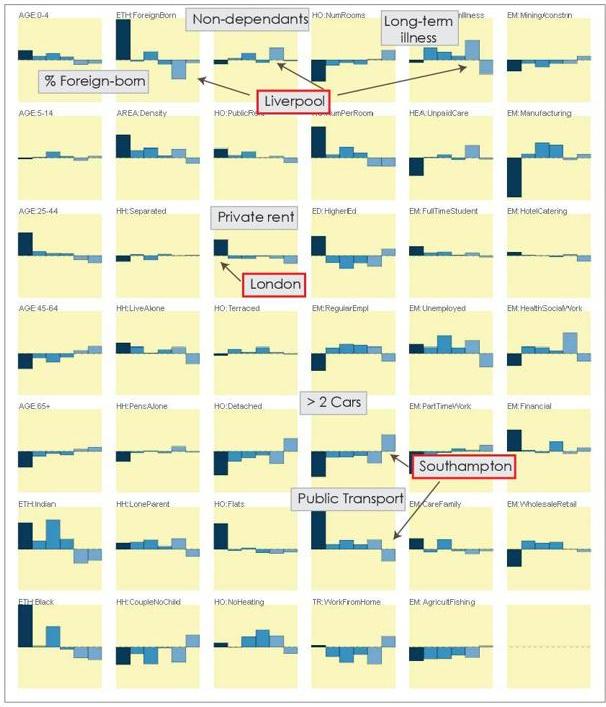 AGE:0-4
ETH:ForeignBorn
Non-dependants
HO:NumRooms
Long-term
illness
EM:Mining/constrin
% Foreign-born
Liverpool
AGE:5-14
AREA:Density
HO:NumPerRoom
HEA:UnpaidCare
EM:Manufacturing
AGE:25-44
HH:Separated
Private rent
ED:HigherEd
EM:FullTimeStudent
EM:HotelCatering
London
AGE:45-64
HH:LiveAlone
HO:Terraced
EM:RegularEmpl
EM:Unemployed
EM:HealthSocialWork
> 2 Cars
AGE:65+
HH:PensAlone
HO:Detached
EM:PartTimeWork
EM:Financial
Southampton
Public Transport
ETH:Indian
HH:LoneParent
HO:Flats
EM:CareFamily
EM:WholesaleRetail
ETH:Black
HH:CoupleNoChild
HO:NoHeating
TR:WorkFromHome
EM:AgricultFishing